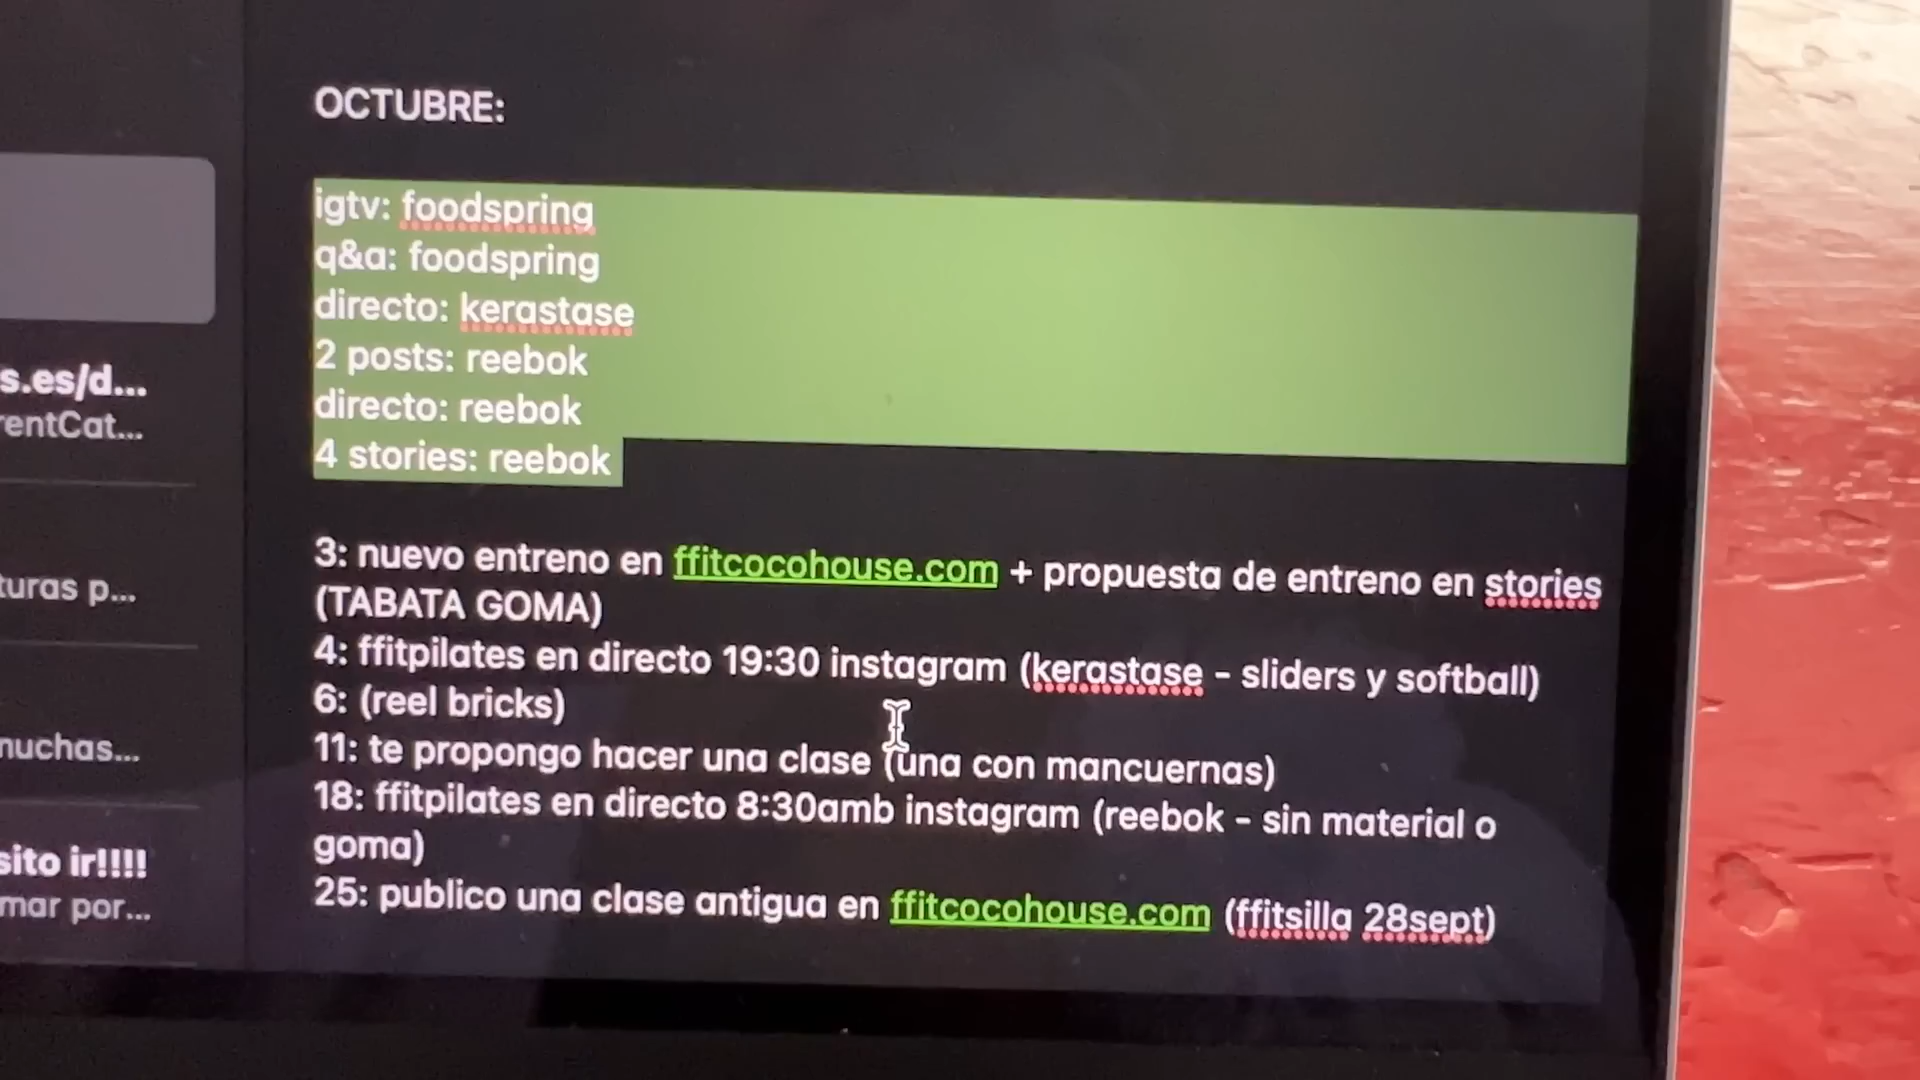 OCTUBRE:
igtv: foodspring
q&a: foodspring
directo: kerastase
2 posts: reebok
directo: reebok
4 stories: reebok
3: nuevo entreno en ffitcocohouse.com + propuesta de entreno en stories
(TABATA GOMA)
4: ffitpilates en directo 19:30 instagram (kerastase - sliders y softball)
6: (reel bricks)
11: te propongo hacer una clase (una con mancuernas)
18: ffitpilates en directo 8:30amb instagram (reebok - sin material o
goma)
25: publico una clase antigua en ffitcocohouse.com (ffitsilla 28sept)
s.es/d...
rentCat...
turas p...
muchas...
sito ir!!!!
mar por...